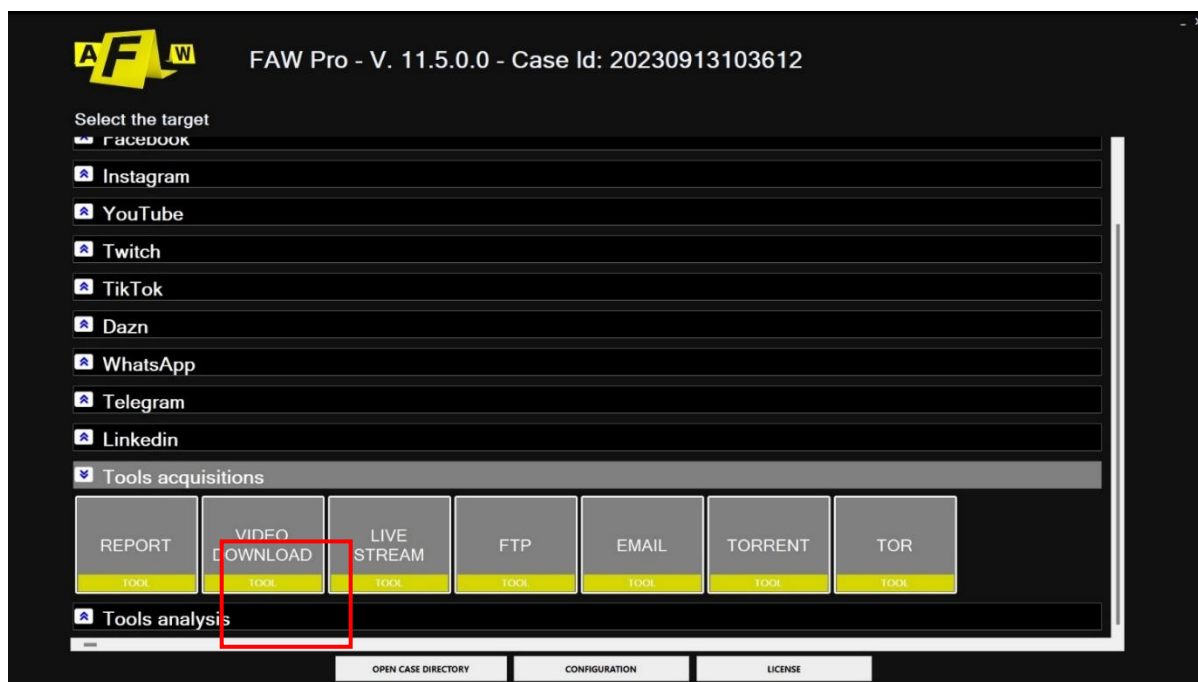 A F W
FAW Pro - V. 11.5.0.0 - Case Id: 20230913103612
Select the target
Facebook
Instagram
YouTube
Twitch
TikTok
Dazn
WhatsApp
Telegram
Linkedin
Tools acquisitions
REPORT
TOOL
VIDEO
DOWNLOAD
TOOL
LIVE
STREAM
TOOL
FTP
TOOL
EMAIL
TOOL
TORRENT
TOOL
TOR
TOOL
Tools analysis
OPEN CASE DIRECTORY
CONFIGURATION
LICENSE